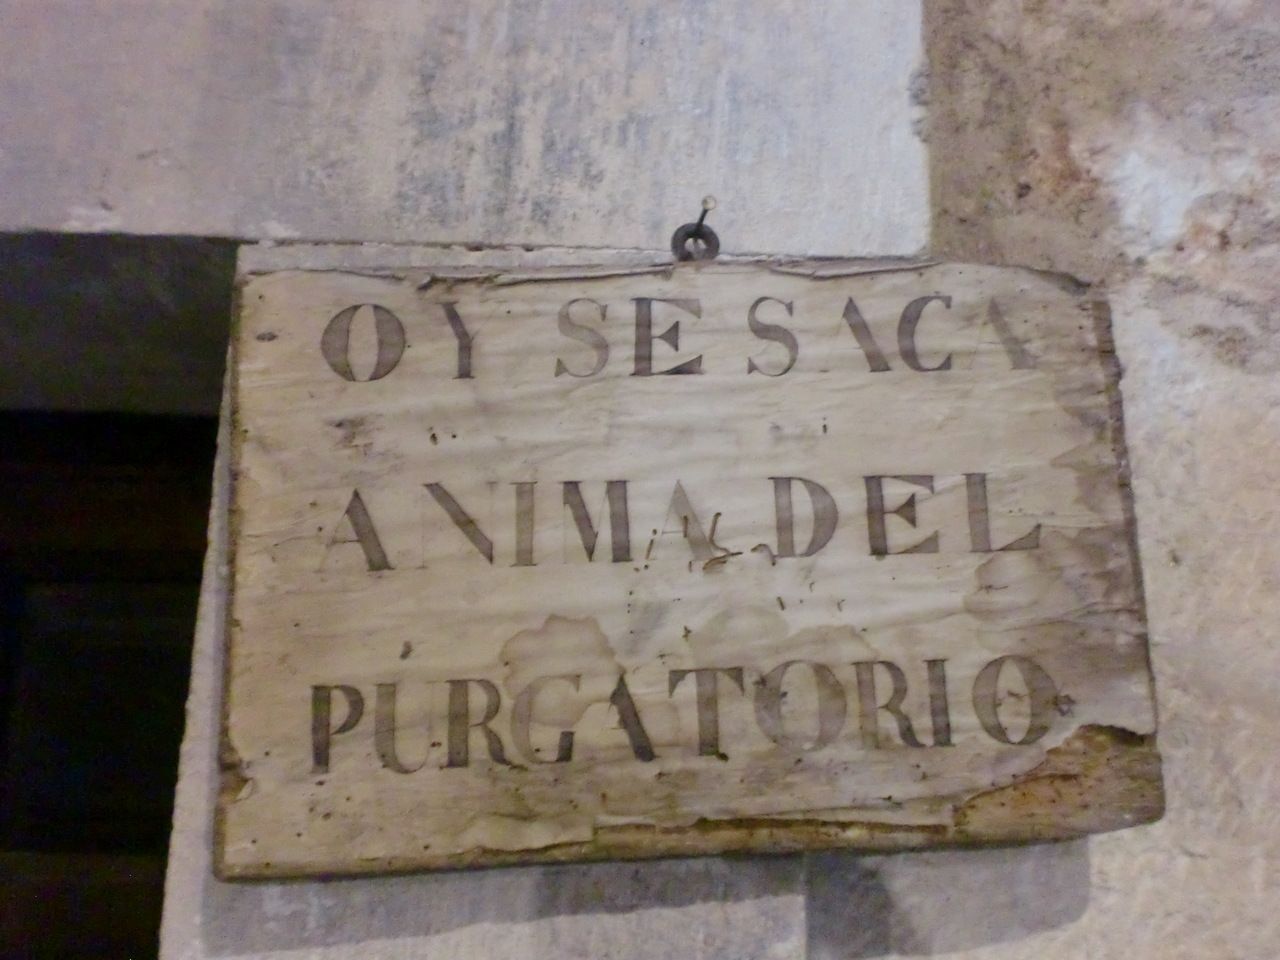 OY SE SACA
ANIMA DEL
PURGATORIO